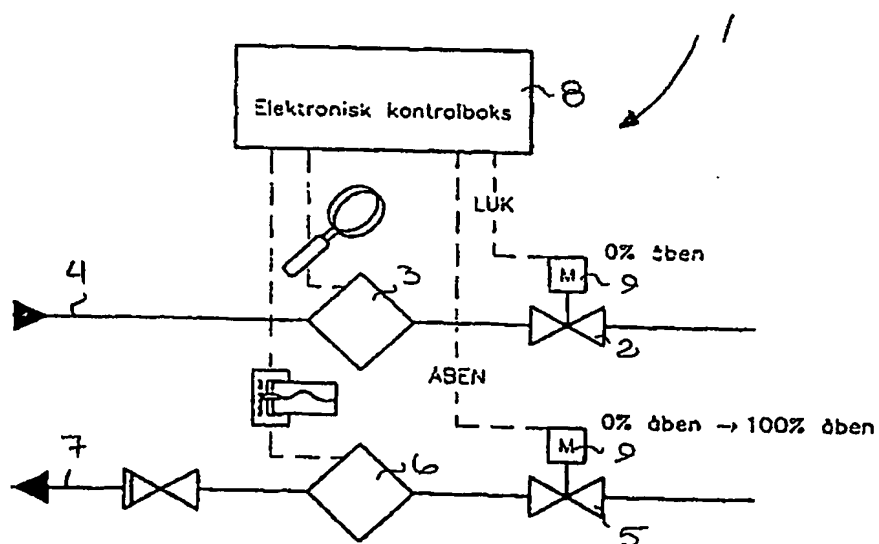 1
Elektronisk kontrolboks
8
LUK
0% åben
M
9
4
3
2
ÅBEN
0% åben → 100% åben
M
9
7
6
5